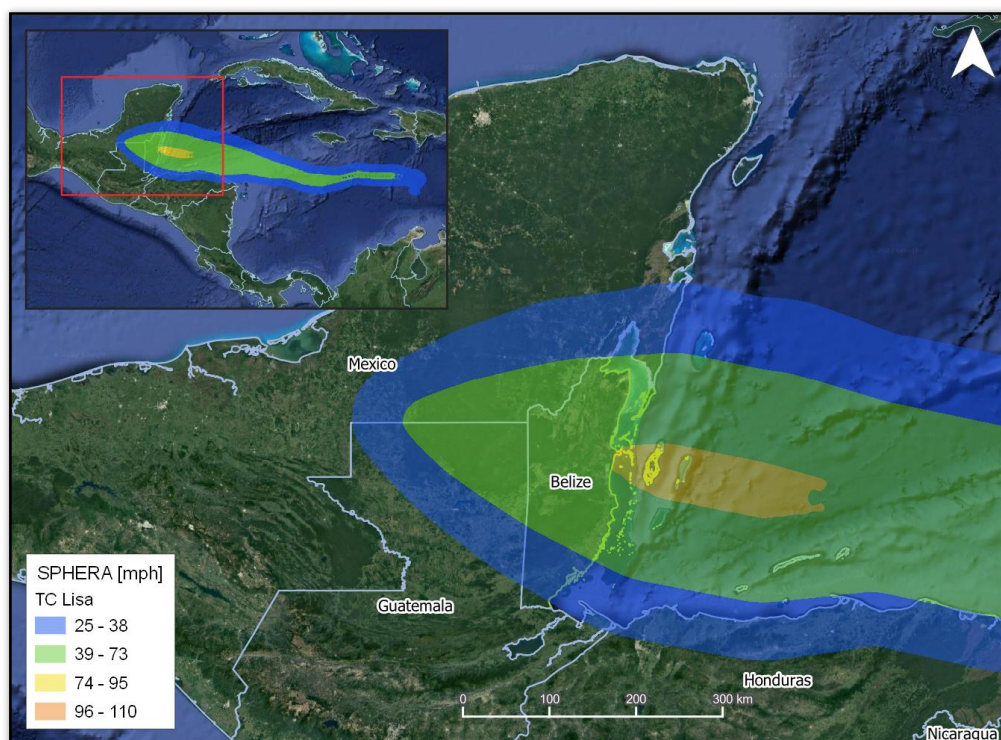 Mexico
Belize
Guatemala
Honduras
Nicaragua
SPHERA [mph]
TC Lisa
25 - 38
39 - 73
74 - 95
96 - 110
0 100 200 300 km